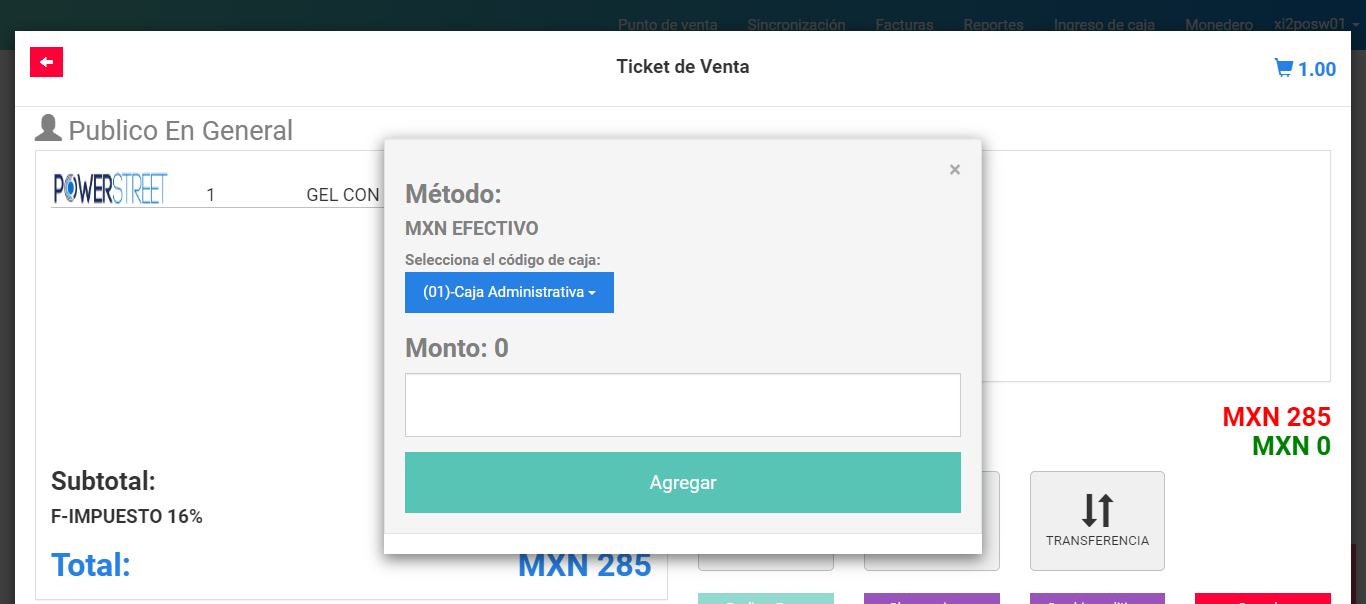 Punto de venta Sincronización Facturas Reportes Ingreso de caja Monedero xi2posw01
Ticket de Venta
1.00
Publico En General
POWERSTREET 1 GEL CON
×
Método:
MXN EFECTIVO
Selecciona el código de caja:
(01)-Caja Administrativa
Monto: 0
Agregar
MXN 285
MXN 0
Subtotal:
F-IMPUESTO 16%
Total: MXN 285
TRANSFERENCIA